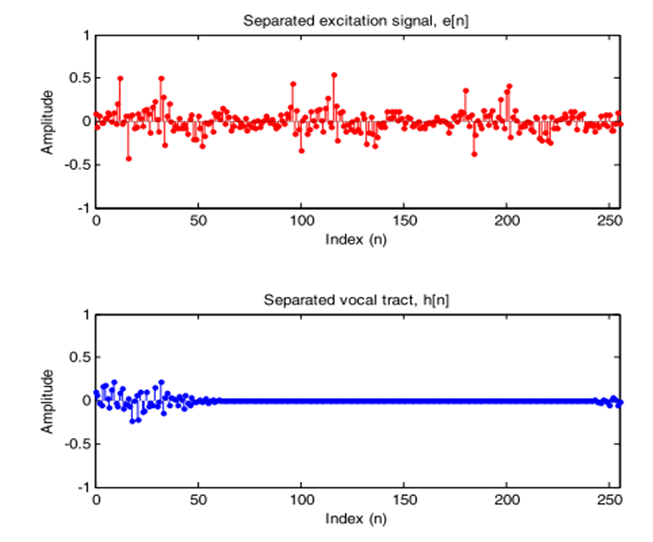 Separated excitation signal, e[n]
1
0.5
0
-0.5
-1
Amplitude
0 50 100 150 200 250
Index (n)
Separated vocal tract, h[n]
1
0.5
0
-0.5
-1
Amplitude
0 50 100 150 200 250
Index (n)